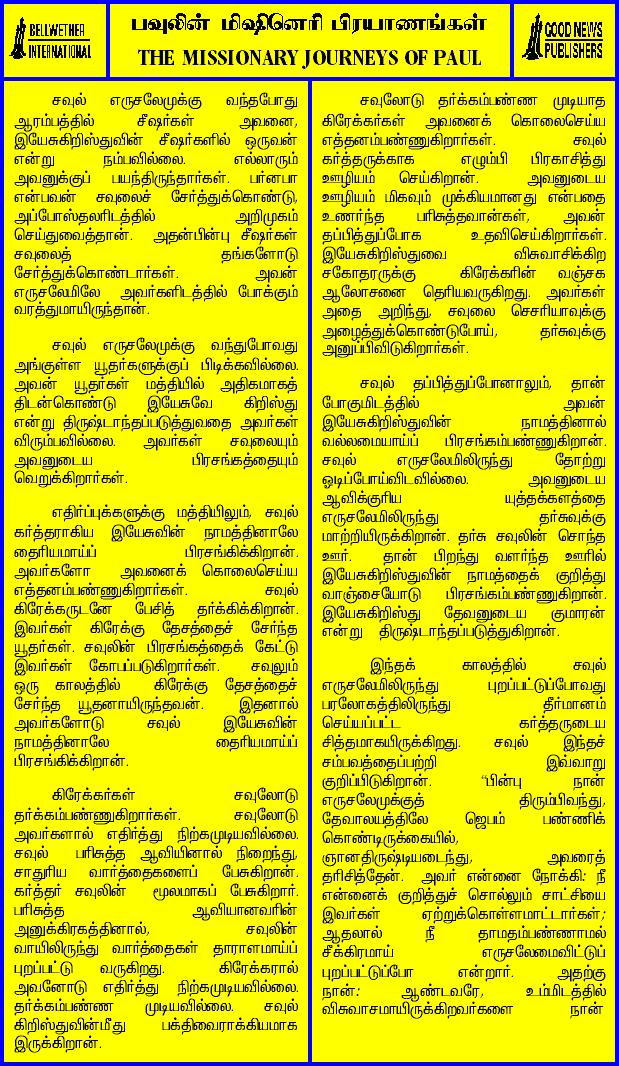 BELLWETHER
INTERNATIONAL
பவுலின் மிஷினெரி பிரயாணங்கள்
THE MISSIONARY JOURNEYS OF PAUL
GOOD NEWS
PUBLISHERS
சவுல் எருசலேமுக்கு வந்தபோது
ஆரம்பத்தில் சீஷர்கள் அவனை,
இயேசுகிறிஸ்துவின் சீஷர்களில் ஒருவன்
என்று நம்பவில்லை. எல்லாரும்
அவனுக்குப் பயந்திருந்தார்கள். பர்னபா
என்பவன் சவுலைச் சேர்த்துக்கொண்டு,
அப்போஸ்தலரிடத்தில் அறிமுகம்
செய்துவைத்தான். அதன்பின்பு சீஷர்கள்
சவுலைத் தங்களோடு
சேர்த்துக்கொண்டார்கள். அவன்
எருசலேமிலே அவர்களிடத்தில் போக்கும்
வரத்துமாயிருந்தான்.
சவுல் எருசலேமுக்கு வந்துபோவது
அங்குள்ள யூதர்களுக்குப் பிடிக்கவில்லை.
அவன் யூதர்கள் மத்தியில் அதிகமாகத்
திடன்கொண்டு இயேசுவே கிறிஸ்து
என்று திருஷ்டாந்தப்படுத்துவதை அவர்கள்
விரும்பவில்லை. அவர்கள் சவுலையும்
அவனுடைய பிரசங்கத்தையும்
வெறுக்கிறார்கள்.
எதிர்ப்புக்களுக்கு மத்தியிலும், சவுல்
கர்த்தராகிய இயேசுவின் நாமத்தினாலே
தைரியமாய்ப் பிரசங்கிக்கிறான்.
அவர்களோ அவனைக் கொலைசெய்ய
எத்தனம்பண்ணுகிறார்கள். சவுல்
கிரேக்கருடனே பேசித் தர்க்கிக்கிறான்.
இவர்கள் கிரேக்கு தேசத்தைச் சேர்ந்த
யூதர்கள். சவுலின் பிரசங்கத்தைக் கேட்டு
இவர்கள் கோபப்படுகிறார்கள். சவுலும்
ஒரு காலத்தில் கிரேக்கு தேசத்தைச்
சேர்ந்த யூதனாயிருந்தவன். இதனால்
அவர்களோடு சவுல் இயேசுவின்
நாமத்தினாலே தைரியமாய்ப்
பிரசங்கிக்கிறான்.
கிரேக்கர்கள் சவுலோடு
தர்க்கம்பண்ணுகிறார்கள். சவுலோடு
அவர்களால் எதிர்த்து நிற்கமுடியவில்லை.
சவுல் பரிசுத்த ஆவியினால் நிறைந்து,
சாதுரிய வார்த்தைகளைப் பேசுகிறான்.
கர்த்தர் சவுலின் மூலமாகப் பேசுகிறார்.
பரிசுத்த ஆவியானவரின்
அனுக்கிரகத்தினால், சவுலின்
வாயிலிருந்து வார்த்தைகள் தாராளமாய்ப்
புறப்பட்டு வருகிறது. கிரேக்கரால்
அவனோடு எதிர்த்து நிற்கமுடியவில்லை.
தர்க்கம்பண்ண முடியவில்லை. சவுல்
கிறிஸ்துவின்மீது பக்திவைராக்கியமாக
இருக்கிறான்.
சவுலோடு தர்க்கம்பண்ண முடியாத
கிரேக்கர்கள் அவனைக் கொலைசெய்ய
எத்தனம்பண்ணுகிறார்கள். சவுல்
கர்த்தருக்காக எழும்பி பிரகாசித்து
ஊழியம் செய்கிறான். அவனுடைய
ஊழியம் மிகவும் முக்கியமானது என்பதை
உணர்ந்த பரிசுத்தவான்கள், அவன்
தப்பித்துப்போக உதவிசெய்கிறார்கள்.
இயேசுகிறிஸ்துவை விசுவாசிக்கிற
சகோதரருக்கு கிரேக்கரின் வஞ்சக
ஆலோசனை தெரியவருகிறது. அவர்கள்
அதை அறிந்து, சவுலை செசரியாவுக்கு
அழைத்துக்கொண்டுபோய், தர்சுவுக்கு
அனுப்பிவிடுகிறார்கள்.
சவுல் தப்பித்துப்போனாலும், தான்
போகுமிடத்தில் அவன்
இயேசுகிறிஸ்துவின் நாமத்தினால்
வல்லமையாய்ப் பிரசங்கம்பண்ணுகிறான்.
சவுல் எருசலேமிலிருந்து தோற்று
ஓடிப்போய்விடவில்லை. அவனுடைய
ஆவிக்குரிய யுத்தக்களத்தை
எருசலேமிலிருந்து தர்சுவுக்கு
மாற்றியிருக்கிறான். தர்சு சவுலின் சொந்த
ஊர். தான் பிறந்து வளர்ந்த ஊரில்
இயேசுகிறிஸ்துவின் நாமத்தைக் குறித்து
வாஞ்சையோடு பிரசங்கம்பண்ணுகிறான்.
இயேசுகிறிஸ்து தேவனுடைய குமாரன்
என்று திருஷ்டாந்தப்படுத்துகிறான்.
இந்தக் காலத்தில் சவுல்
எருசலேமிலிருந்து புறப்பட்டுப்போவது
பரலோகத்திலிருந்து தீர்மானம்
செய்யப்பட்ட கர்த்தருடைய
சித்தமாகயிருக்கிறது. சவுல் இந்தச்
சம்பவத்தைப்பற்றி இவ்வாறு
குறிப்பிடுகிறான். “பின்பு நான்
எருசலேமுக்குத் திரும்பிவந்து,
தேவாலயத்திலே ஜெபம் பண்ணிக்
கொண்டிருக்கையில்,
ஞானதிருஷ்டியடைந்து, அவரைத்
தரிசித்தேன். அவர் என்னை நோக்கி: நீ
என்னைக் குறித்துச் சொல்லும் சாட்சியை
இவர்கள் ஏற்றுக்கொள்ளமாட்டார்கள்;
ஆதலால் நீ தாமதம்பண்ணாமல்
சீக்கிரமாய் எருசலேமைவிட்டுப்
புறப்பட்டுப்போ என்றார். அதற்கு
நான்: ஆண்டவரே, உம்மிடத்தில்
விசுவாசமாயிருக்கிறவர்களை நான்